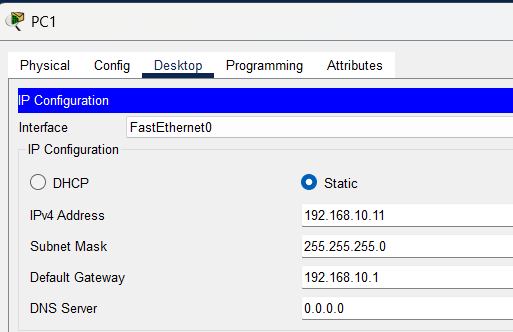 PC1
Physical Config Desktop Programming Attributes
IP Configuration
Interface FastEthernet0
IP Configuration
DHCP Static
IPv4 Address 192.168.10.11
Subnet Mask 255.255.255.0
Default Gateway 192.168.10.1
DNS Server 0.0.0.0